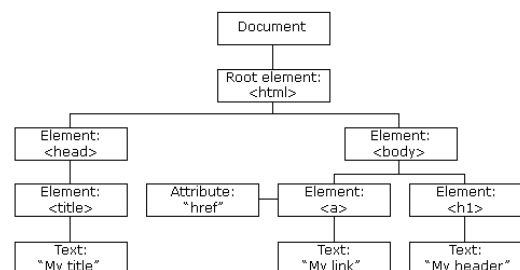 Document
Root element:
<html>
Element:
<head>
Element:
<body>
Element:
<title>
Attribute:
"href"
Element:
<a>
Element:
<h1>
Text:
"My title"
Text:
"My link"
Text:
"My header"